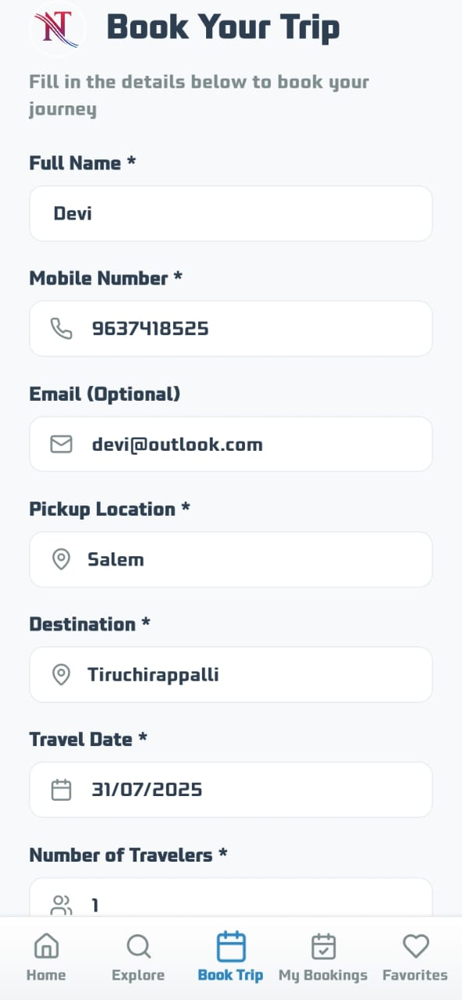 NT
Book Your Trip
Fill in the details below to book your
journey
Full Name *
Devi
Mobile Number *
9637418525
Email (Optional)
devi@outlook.com
Pickup Location *
Salem
Destination *
Tiruchirappalli
Travel Date *
31/07/2025
Number of Travelers *
1
Home
Explore
Book Trip
My Bookings
Favorites